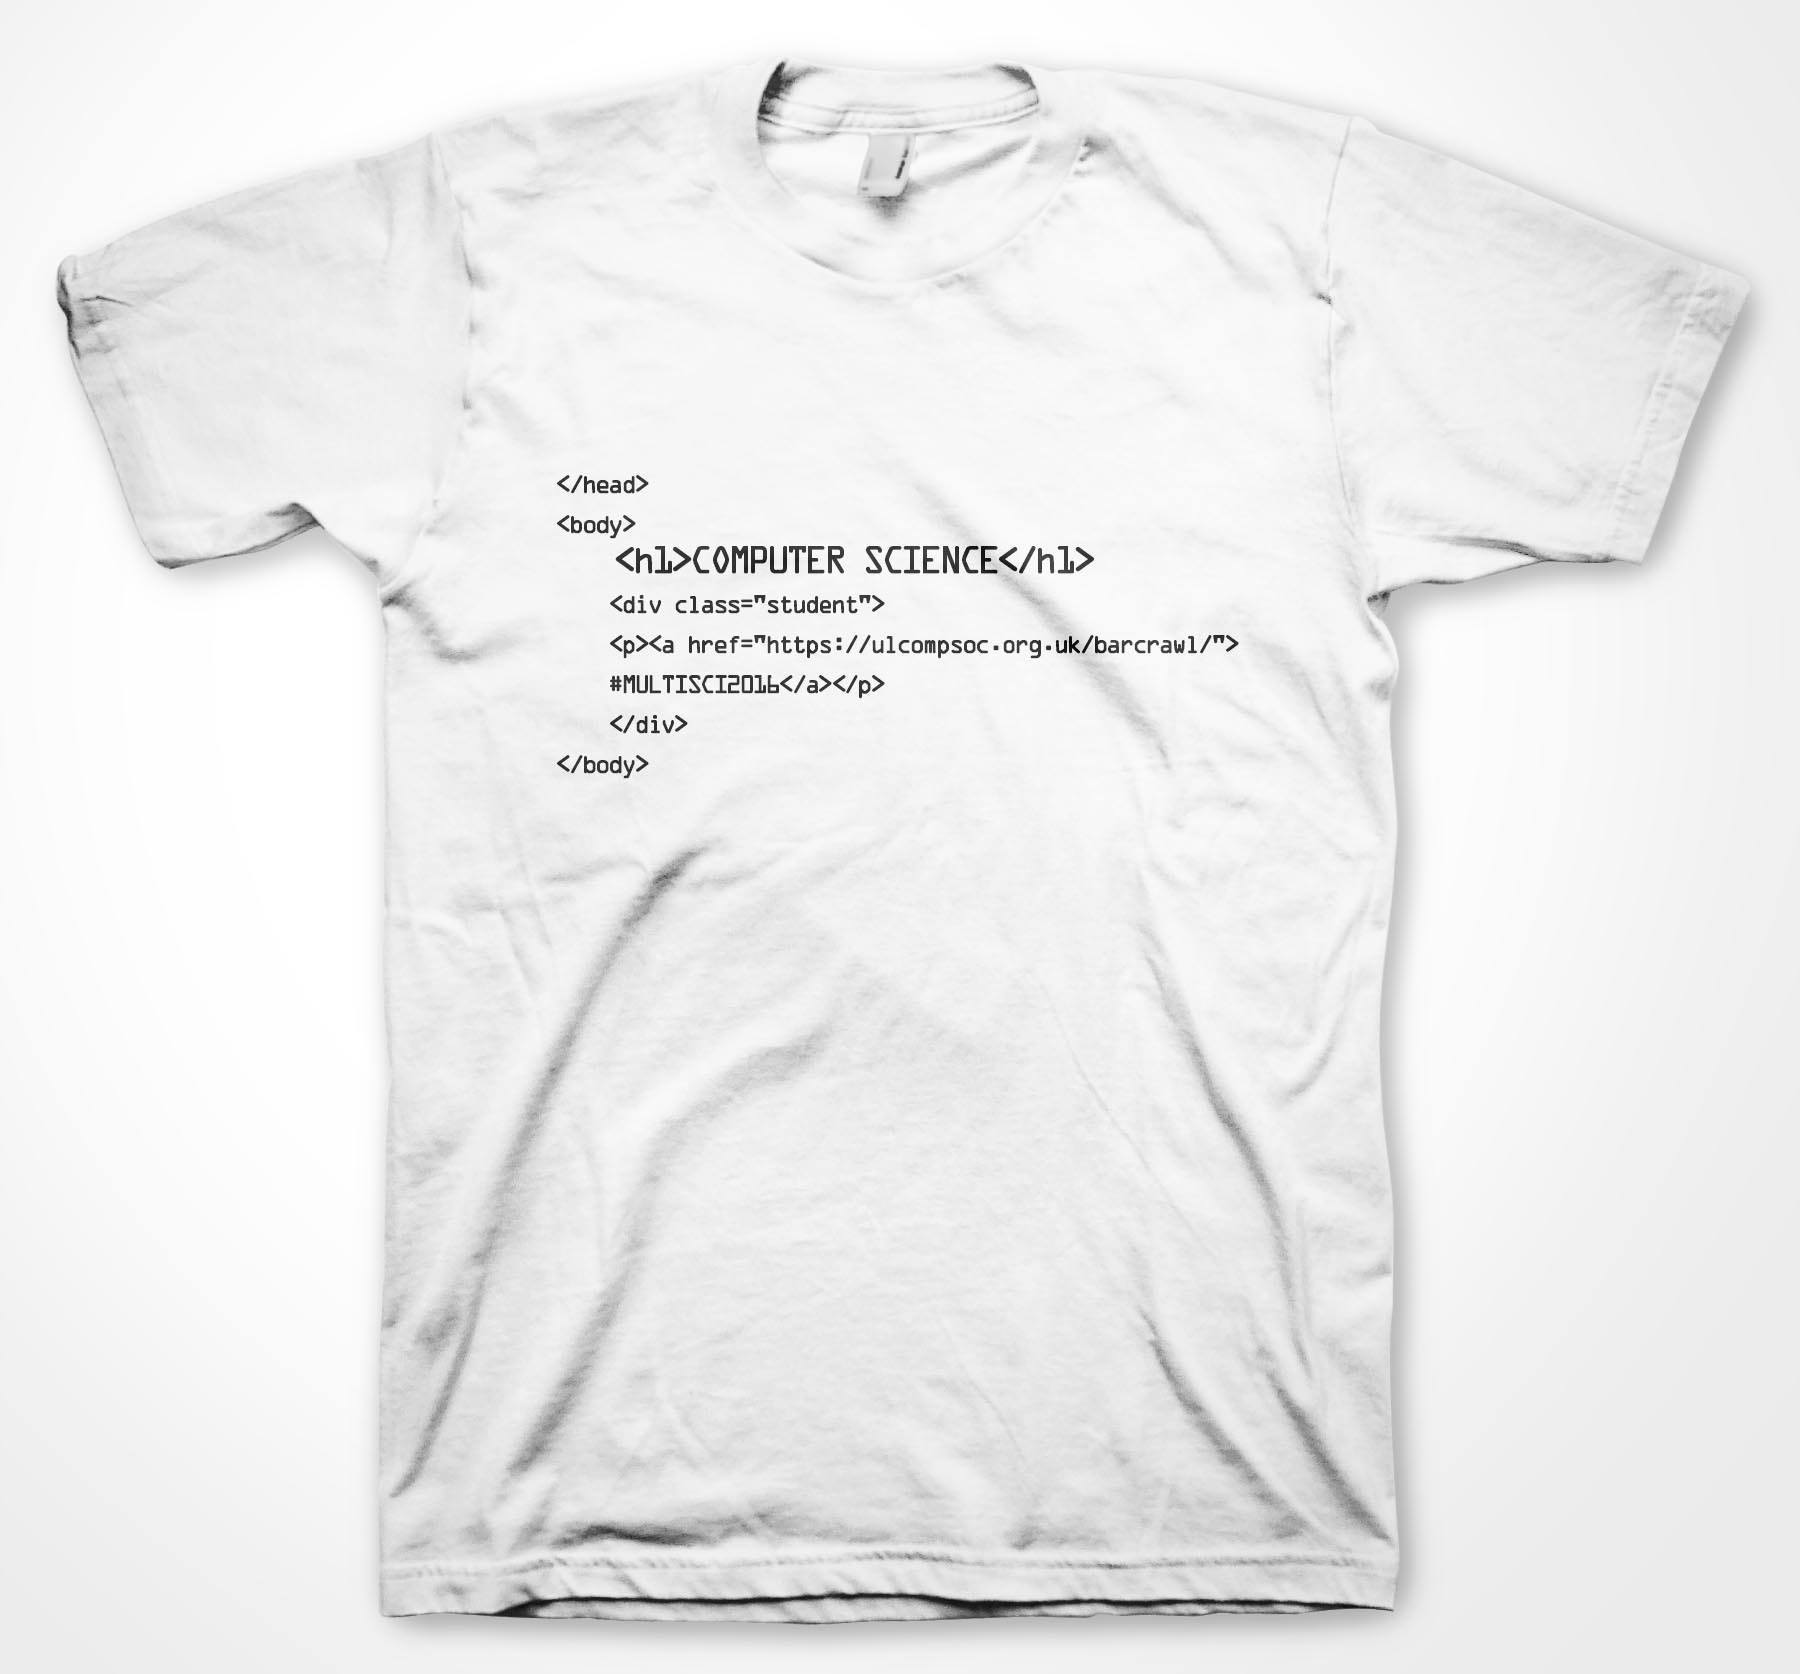 </head>
<body>
<h1>COMPUTER SCIENCE</h1>
<div class="student">
<p><a href="https://ulcompsoc.org.uk/barcrawl/">
#MULTISCI2016</a></p>
</div>
</body>